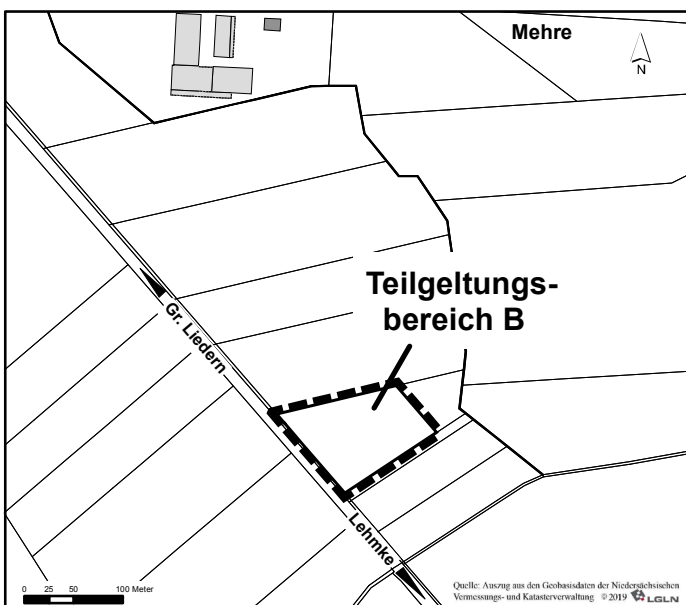 Mehre
N
Teilgeltungs-
bereich B
Gr. Liedern
Lehmke
0 25 50 100 Meter
Quelle: Auszug aus den Geobasisdaten der Niedersächsischen
Vermessungs- und Katasterverwaltung © 2019 LGLN